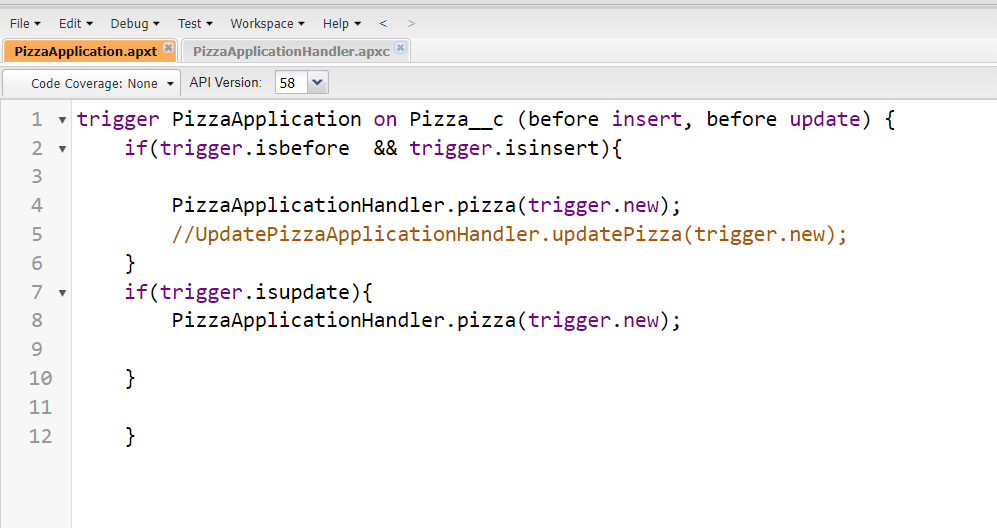 File Edit Debug Test Workspace Help < >
PizzaApplication.apxt PizzaApplicationHandler.apxc
Code Coverage: None API Version: 58
1 trigger PizzaApplication on Pizza__c (before insert, before update) {
2 if(trigger.isbefore  && trigger.isinsert){
3
4 PizzaApplicationHandler.pizza(trigger.new);
5 //UpdatePizzaApplicationHandler.updatePizza(trigger.new);
6 }
7 if(trigger.isupdate){
8 PizzaApplicationHandler.pizza(trigger.new);
9
10 }
11
12 }